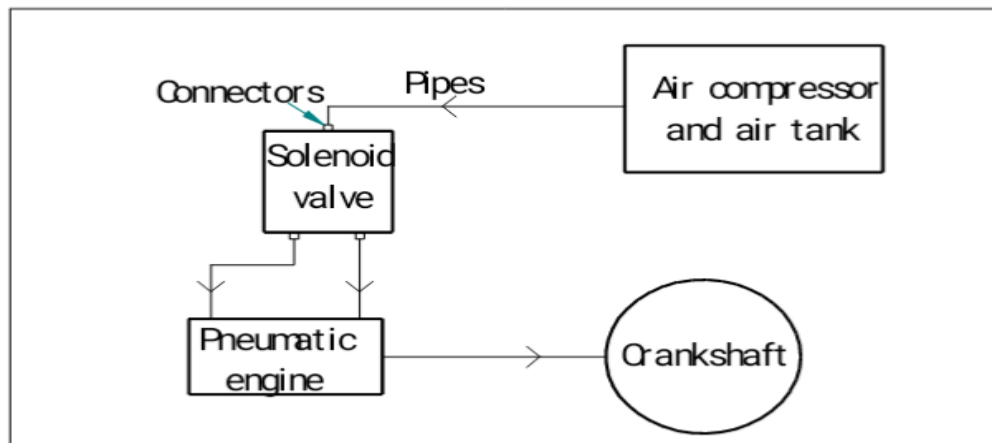 Pipes
Connectors
Air compressor
and air tank
Solenoid
valve
Pneumatic
engine
Crankshaft